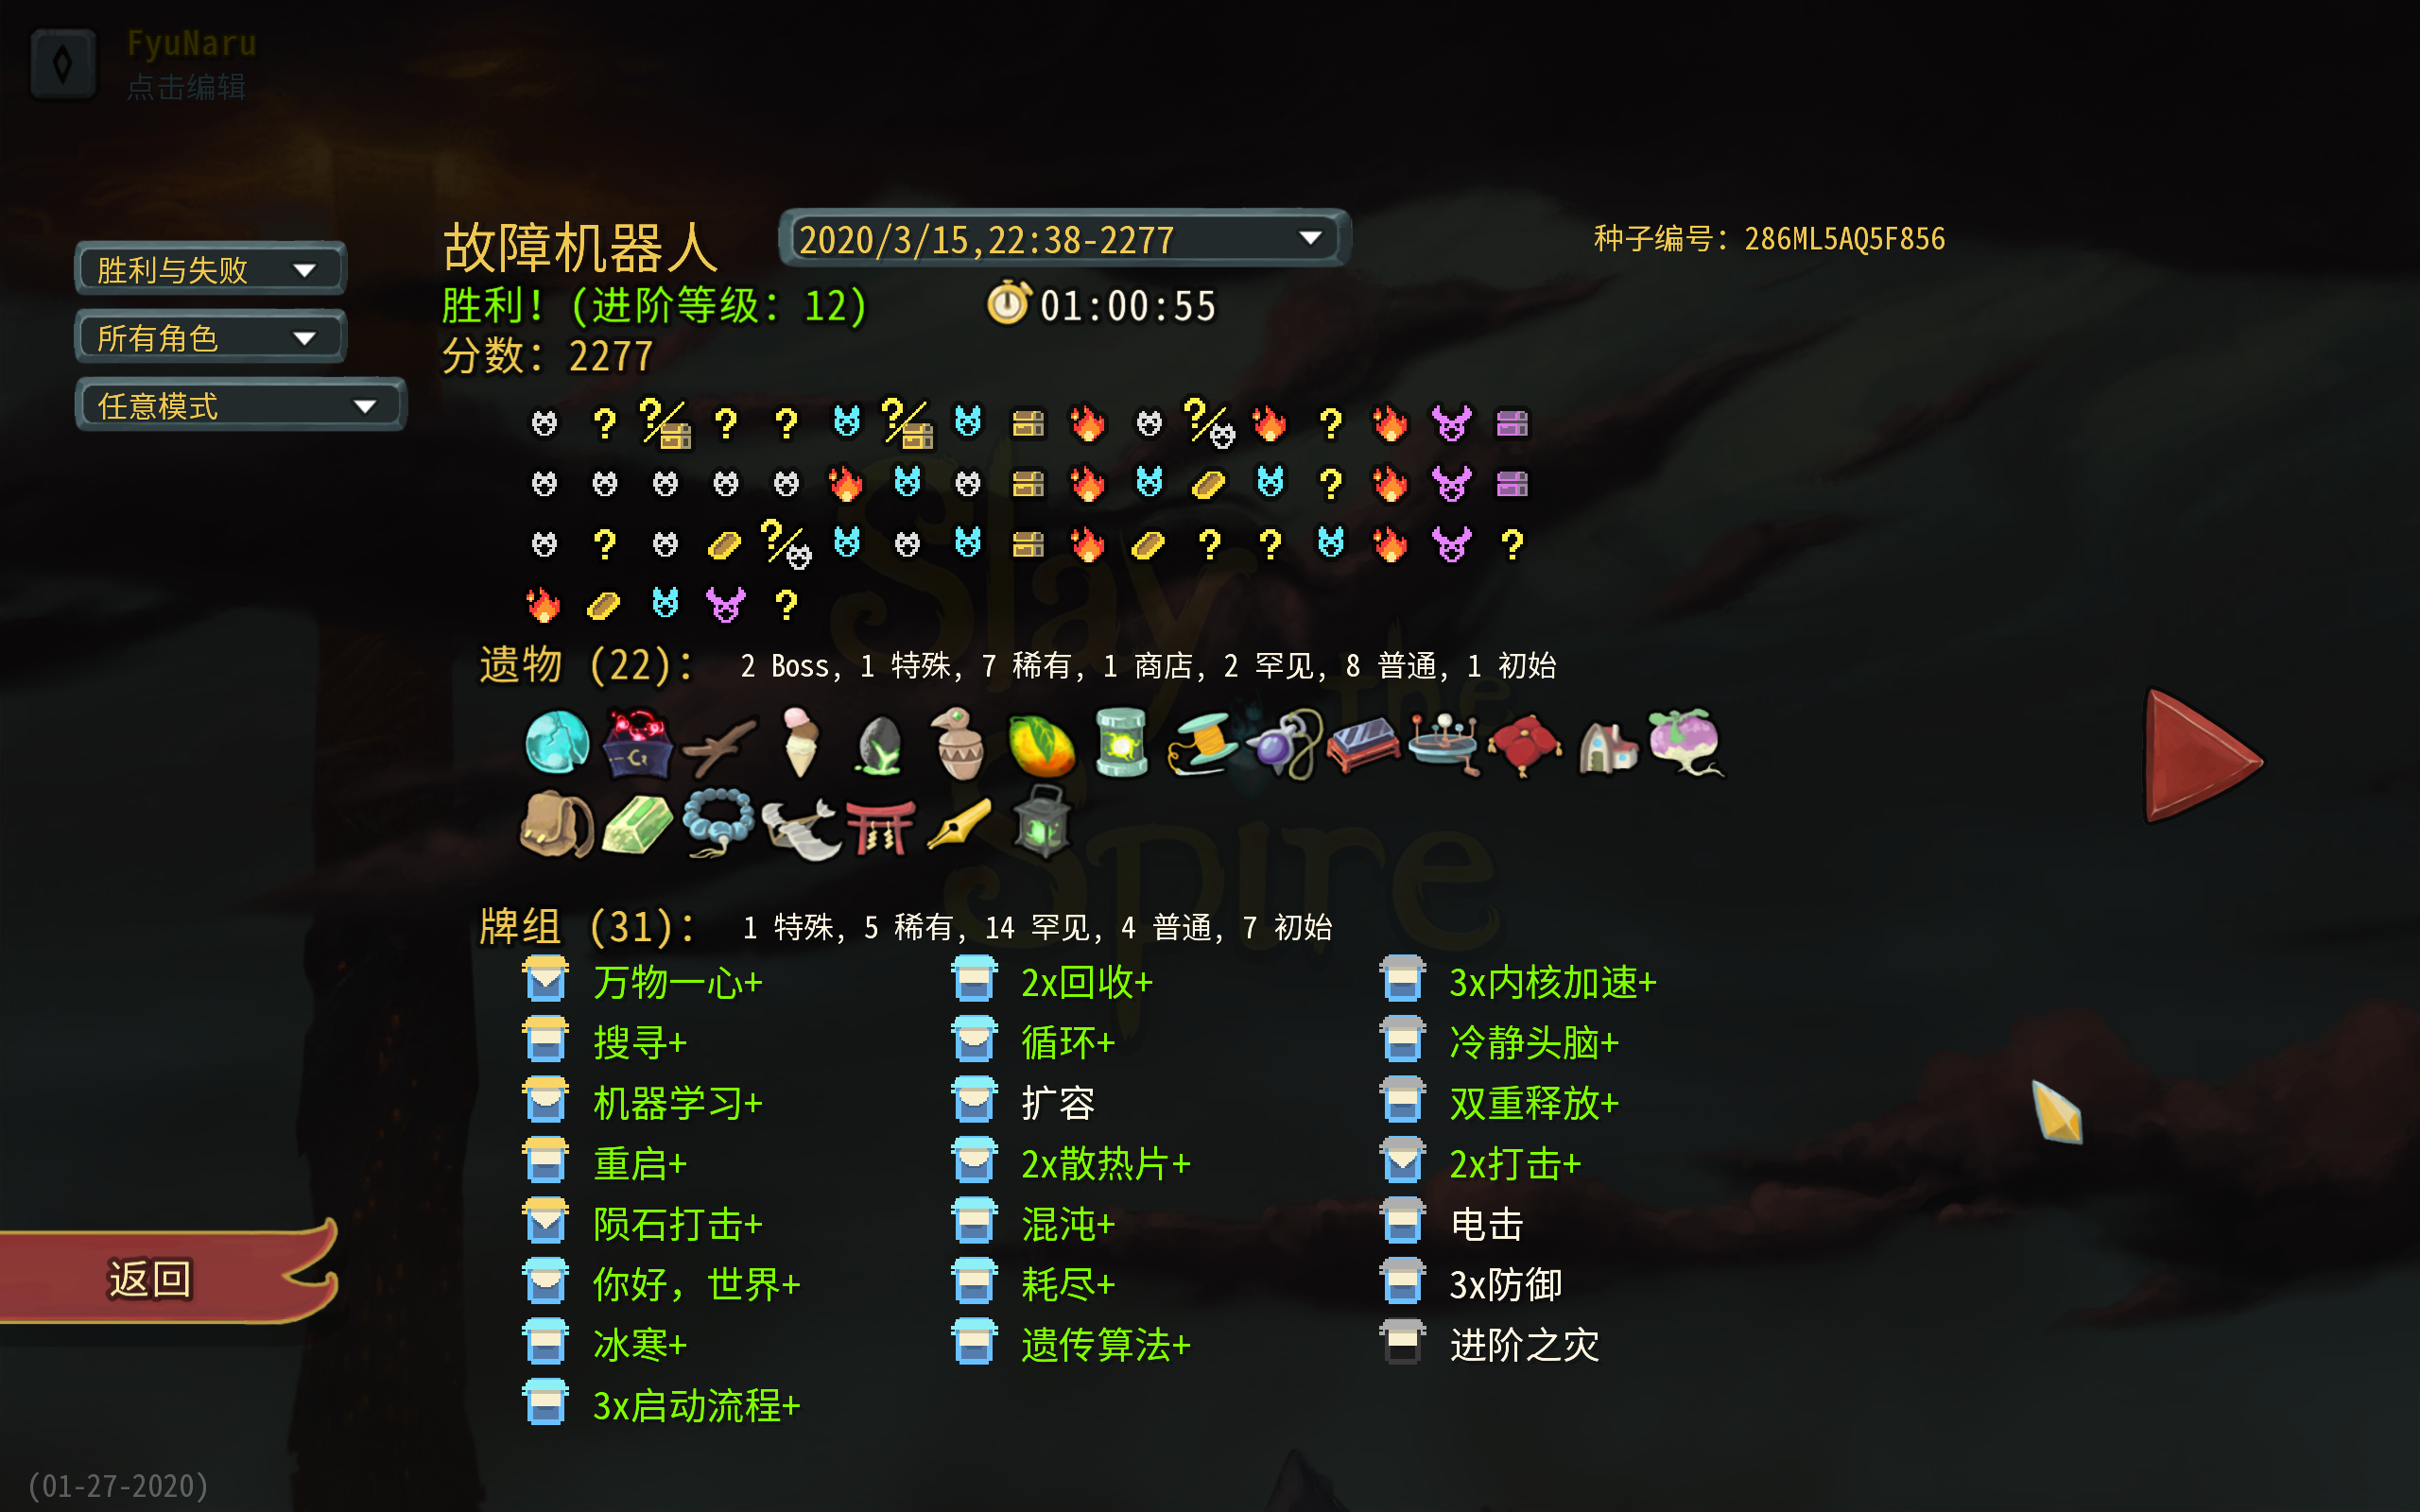 FyuNaru
点击编辑
故障机器人
2020/3/15,22:38-2277
种子编号: 286ML5AQ5F856
胜利与失败
胜利! (进阶等级: 12)
01:00:55
所有角色
分数: 2277
任意模式
遗物 (22):
2 Boss, 1 特殊, 7 稀有, 1 商店, 2 罕见, 8 普通, 1 初始
Slay
the
Spire
牌组 (31):
1 特殊, 5 稀有, 14 罕见, 4 普通, 7 初始
万物一心+
2x回收+
3x内核加速+
搜寻+
循环+
冷静头脑+
机器学习+
扩容
双重释放+
重启+
2x散热片+
2x打击+
陨石打击+
混沌+
电击
你好, 世界+
耗尽+
3x防御
冰寒+
遗传算法+
进阶之灾
3x启动流程+
返回
(01-27-2020)